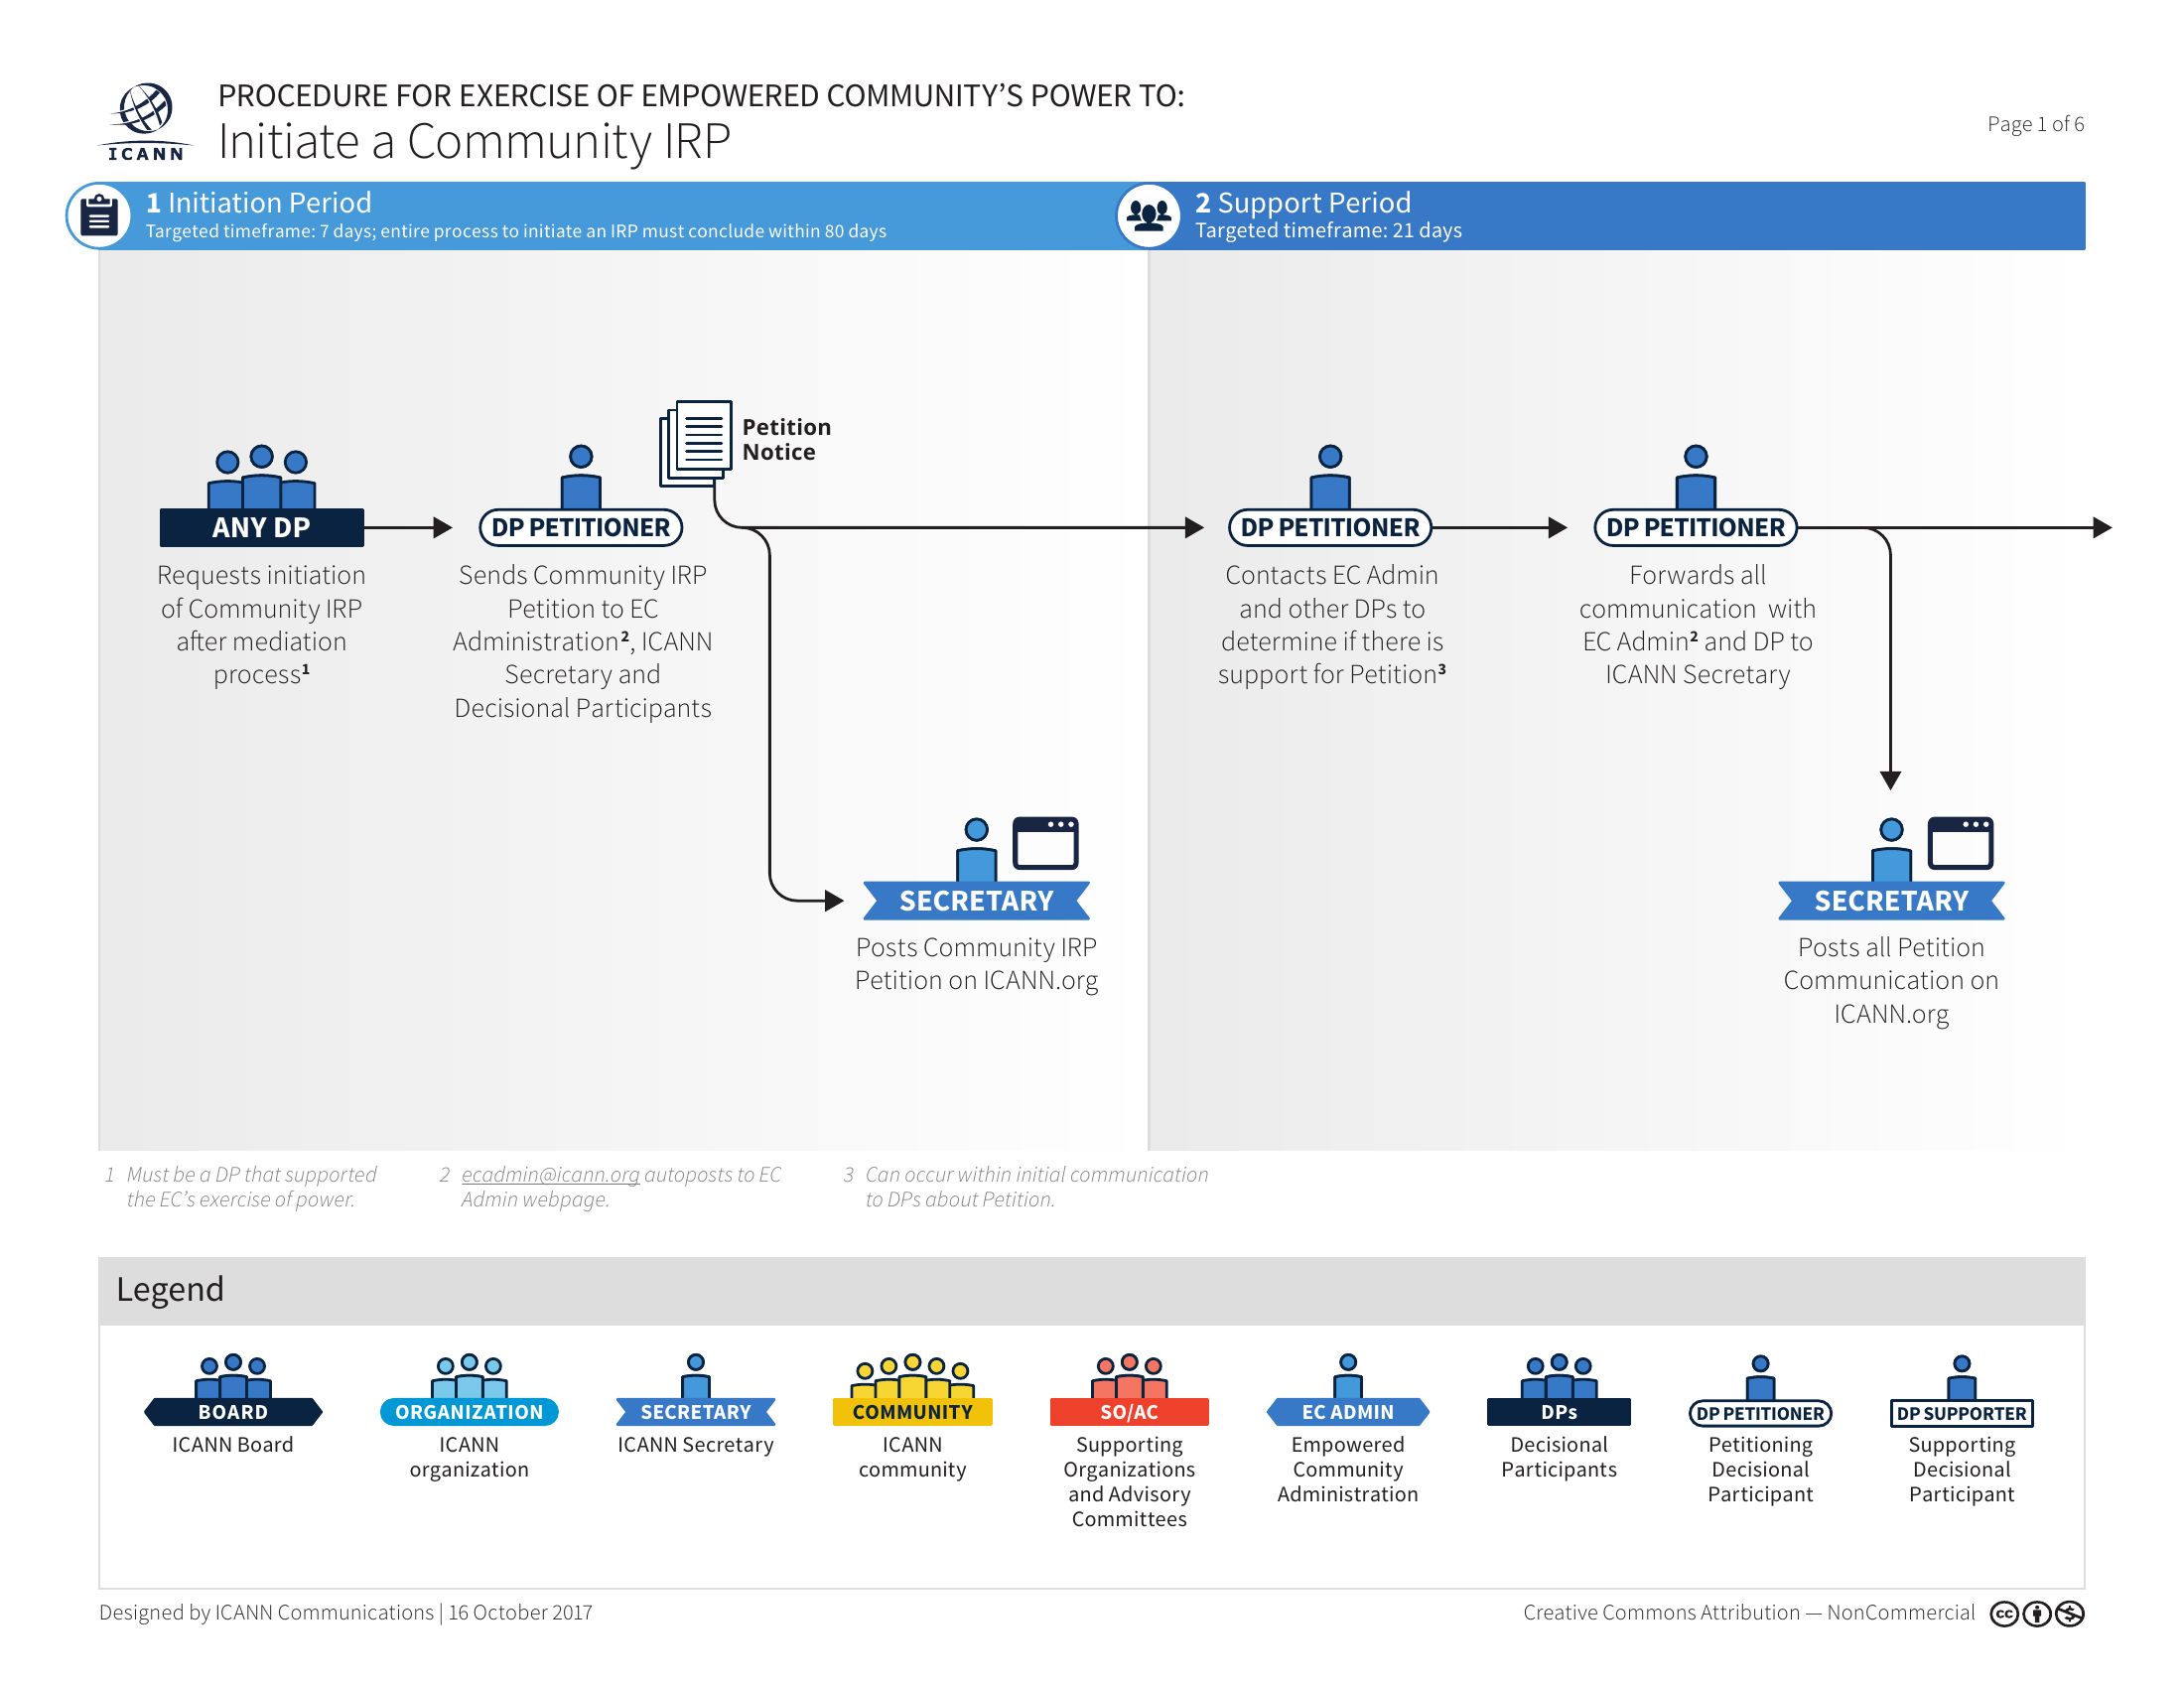 ICANN
PROCEDURE FOR EXERCISE OF EMPOWERED COMMUNITY’S POWER TO:
Initiate a Community IRP
Page 1 of 6
1 Initiation Period
Targeted timeframe: 7 days; entire process to initiate an IRP must conclude within 80 days
2 Support Period
Targeted timeframe: 21 days
Petition
Notice
ANY DP
Requests initiation
of Community IRP
after mediation
process¹
DP PETITIONER
Sends Community IRP
Petition to EC
Administration², ICANN
Secretary and
Decisional Participants
SECRETARY
Posts Community IRP
Petition on ICANN.org
DP PETITIONER
Contacts EC Admin
and other DPs to
determine if there is
support for Petition³
DP PETITIONER
Forwards all
communication with
EC Admin² and DP to
ICANN Secretary
SECRETARY
Posts all Petition
Communication on
ICANN.org
1 Must be a DP that supported
the EC’s exercise of power.
2 ecadmin@icann.org autoposts to EC
Admin webpage.
3 Can occur within initial communication
to DPs about Petition.
Legend
BOARD
ICANN Board
ORGANIZATION
ICANN
organization
SECRETARY
ICANN Secretary
COMMUNITY
ICANN
community
SO/AC
Supporting
Organizations
and Advisory
Committees
EC ADMIN
Empowered
Community
Administration
DPs
Decisional
Participants
DP PETITIONER
Petitioning
Decisional
Participant
DP SUPPORTER
Supporting
Decisional
Participant
Designed by ICANN Communications | 16 October 2017
Creative Commons Attribution — NonCommercial
cc